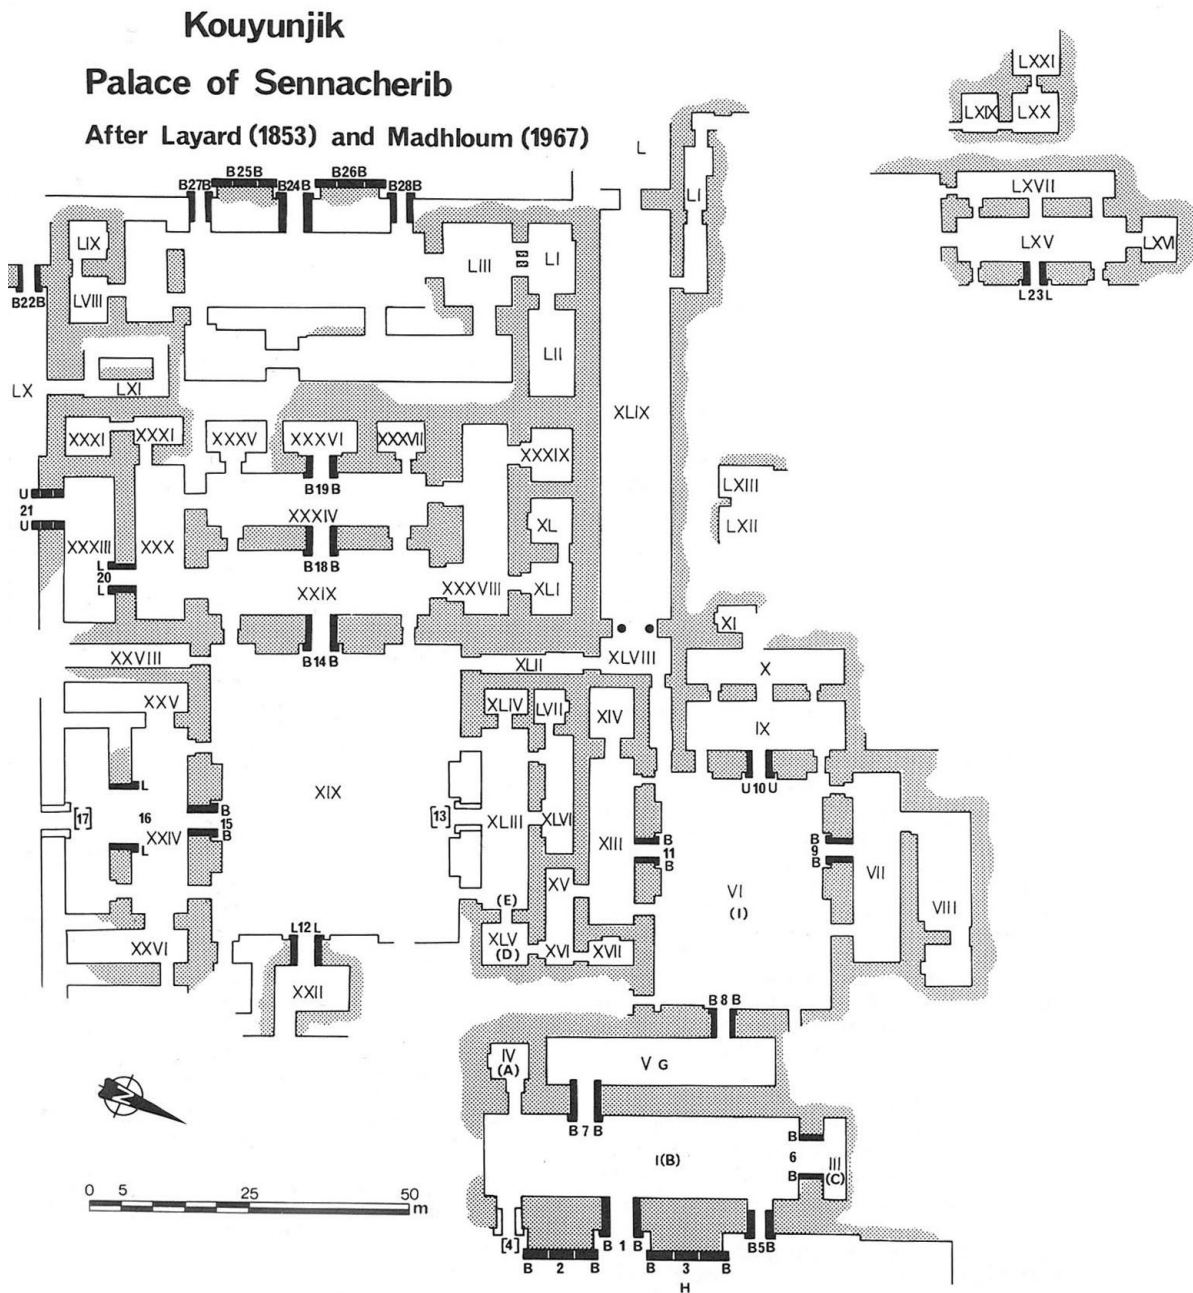 Kouyunjik
Palace of Sennacherib
After Layard (1853) and Madhloum (1967)
LXXI
LXIX LXX
L
B27B B25B B24B B26B B28B
LI
LXVII
LIX
LIII LI
LXV LXVI
B22B LVIII
L 23 L
LII
LX LXI
XLIX
XXXI XXXI XXXV XXXVI XXXVII XXXIX
LXIII
U B19B
21 XXXIV XL LXII
U
XXXIII XXX
L B18B
20
L XXIX XXXVIII XLI
XI
XXVIII B14B XLII XLVIII
X
XXV XLIV LVII XIV
IX
L U10U
[17] 16 B XIX [13]
15 XLIII XLVI XIII B B
XXIV B 11 9 VII
L B B
XV VI
(E) (I) VIII
L12L XLV
XXVI (D) XVI XVII
XXII B 8 B
IV V G
(A)
N
B 7 B B
I(B) 6 III
0 5 25 50 B (C)
m
[4] B 1 B B5B
B 2 B B 3 B
H